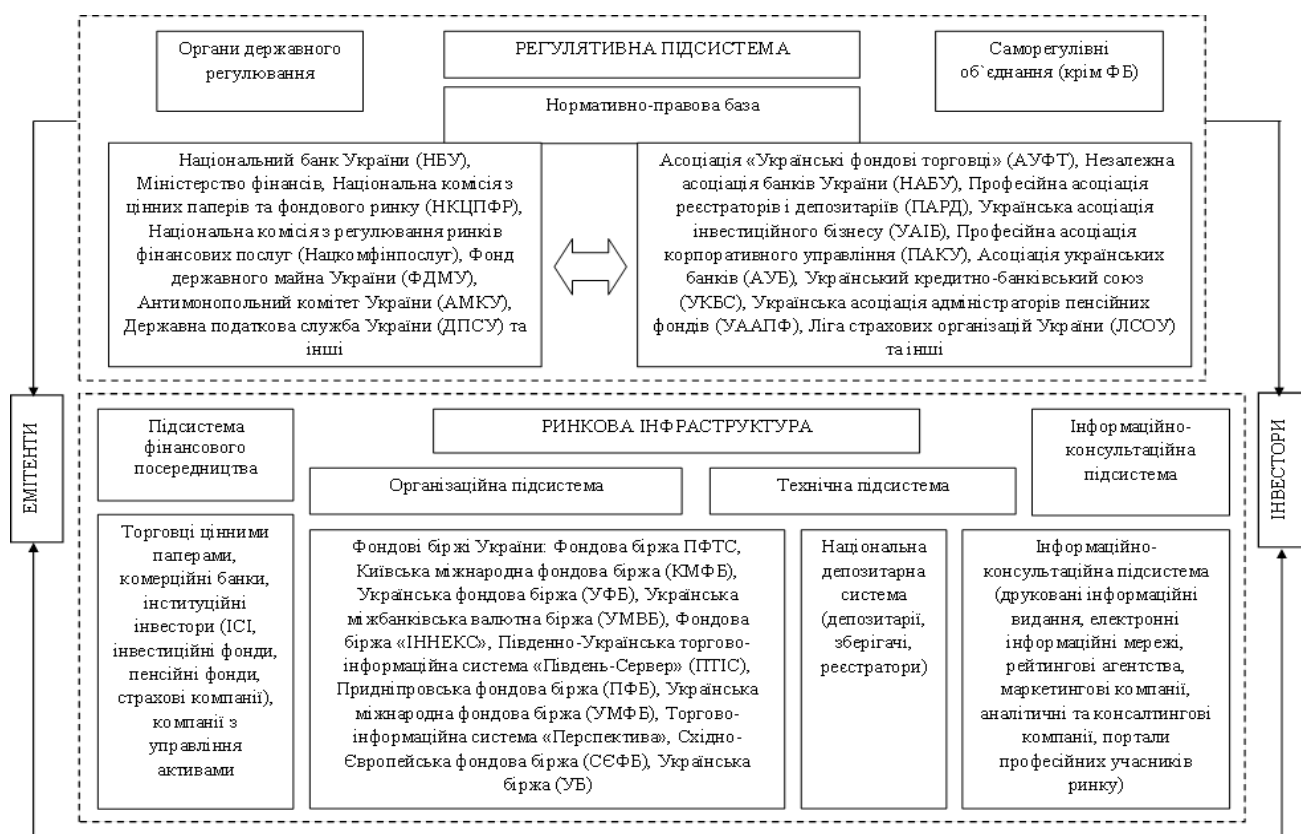 Органи державного
регулювання
РЕГУЛЯТИВНА ПІДСИСТЕМА
Саморегулівні
об`єднання (крім ФБ)
Нормативно-правова база
Національний банк України (НБУ),
Міністерство фінансів, Національна комісія з
цінних паперів та фондового ринку (НКЦПФР),
Національна комісія з регулювання ринків
фінансових послуг (Нацкомфінпослуг), Фонд
державного майна України (ФДМУ),
Антимонопольний комітет України (АМКУ),
Державна податкова служба України (ДПСУ) та
інші
Асоціація «Українські фондові торговці» (АУФТ), Незалежна
асоціація банків України (НАБУ), Професійна асоціація
реєстраторів і депозитаріїв (ПАРД), Українська асоціація
інвестиційного бізнесу (УАІБ), Професійна асоціація
корпоративного управління (ПАКУ), Асоціація українських
банків (АУБ), Український кредитно-банківський союз
(УКБС), Українська асоціація адміністраторів пенсійних
фондів (УААПФ), Ліга страхових організацій України (ЛСОУ)
та інші
ЕМІТЕНТИ
ІНВЕСТОРИ
Підсистема
фінансового
посередництва
РИНКОВА ІНФРАСТРУКТУРА
Інформаційно-
консультаційна
підсистема
Організаційна підсистема
Технічна підсистема
Торговці цінними
паперами,
комерційні банки,
інституційні
інвестори (ІСІ,
інвестиційні фонди,
пенсійні фонди,
страхові компанії),
компанії з
управління
активами
Фондові біржі України: Фондова біржа ПФТС,
Київська міжнародна фондова біржа (КМФБ),
Українська фондова біржа (УФБ), Українська
міжбанківська валютна біржа (УМВБ), Фондова
біржа «ІННЕКС», Південно-Українська торгово-
інформаційна система «Південь-Сервер» (ПТІС),
Придніпровська фондова біржа (ПФБ), Українська
міжнародна фондова біржа (УМФБ), Торгово-
інформаційна система «Перспектива», Східно-
Європейська фондова біржа (СЄФБ), Українська
біржа (УБ)
Національна
депозитарна
система
(депозитарії,
зберігачі,
реєстратори)
Інформаційно-
консультаційна підсистема
(друковані інформаційні
видання, електронні
інформаційні мережі,
рейтингові агентства,
маркетингові компанії,
аналітичні та консалтингові
компанії, портали
професійних учасників
ринку)